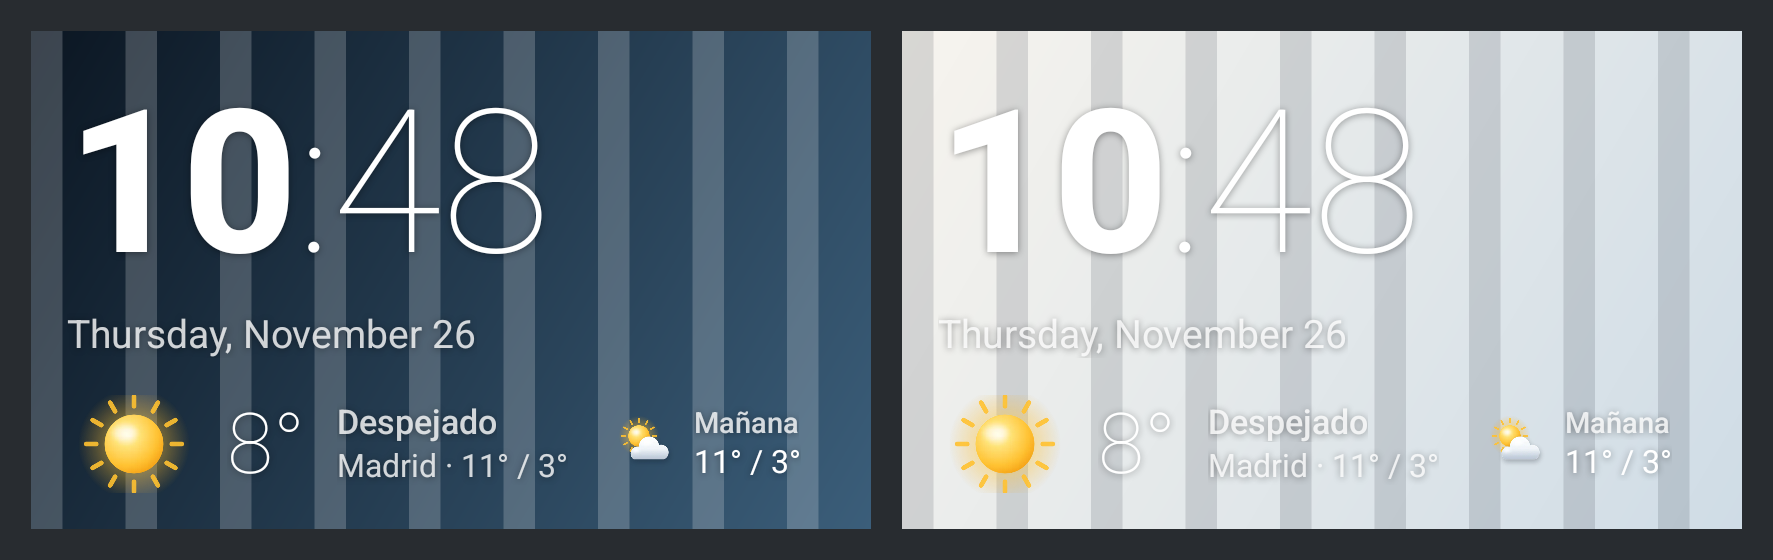 10:48
Thursday, November 26
8° Despejado
Madrid · 11° / 3°
Mañana
11° / 3°
10:48
Thursday, November 26
8° Despejado
Madrid · 11° / 3°
Mañana
11° / 3°